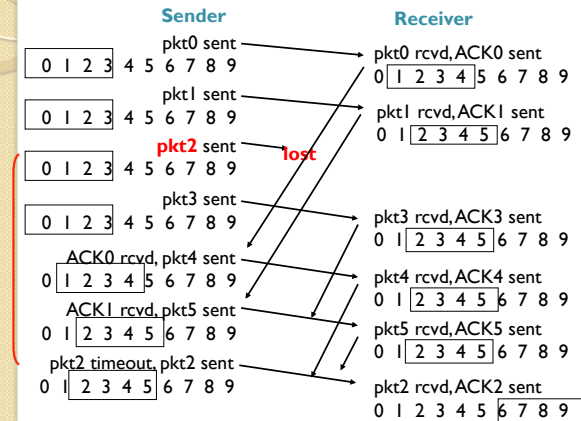 Sender
Receiver
pkt0 sent
0 1 2 3 4 5 6 7 8 9
pkt1 sent
0 1 2 3 4 5 6 7 8 9
pkt2 sent
lost
0 1 2 3 4 5 6 7 8 9
pkt3 sent
0 1 2 3 4 5 6 7 8 9
ACK0 rcvd, pkt4
0 1 2 3 4 5 6 7 8 9
ACK1 rcvd, pkt5
0 1 2 3 4 5 6 7 8 9
pkt2 timeout, pkt2 sent
0 1 2 3 4 5 6 7 8 9
pkt0 rcvd, ACK0 sent
0 1 2 3 4 5 6 7 8 9
pkt1 rcvd, ACK1 sent
0 1 2 3 4 5 6 7 8 9
pkt3 rcvd, ACK3 sent
0 1 2 3 4 5 6 7 8 9
pkt4 rcvd, ACK4 sent
0 1 2 3 4 5 6 7 8 9
pkt5 rcvd, ACK5 sent
0 1 2 3 4 5 6 7 8 9
pkt2 rcvd, ACK2 sent
0 1 2 3 4 5 6 7 8 9